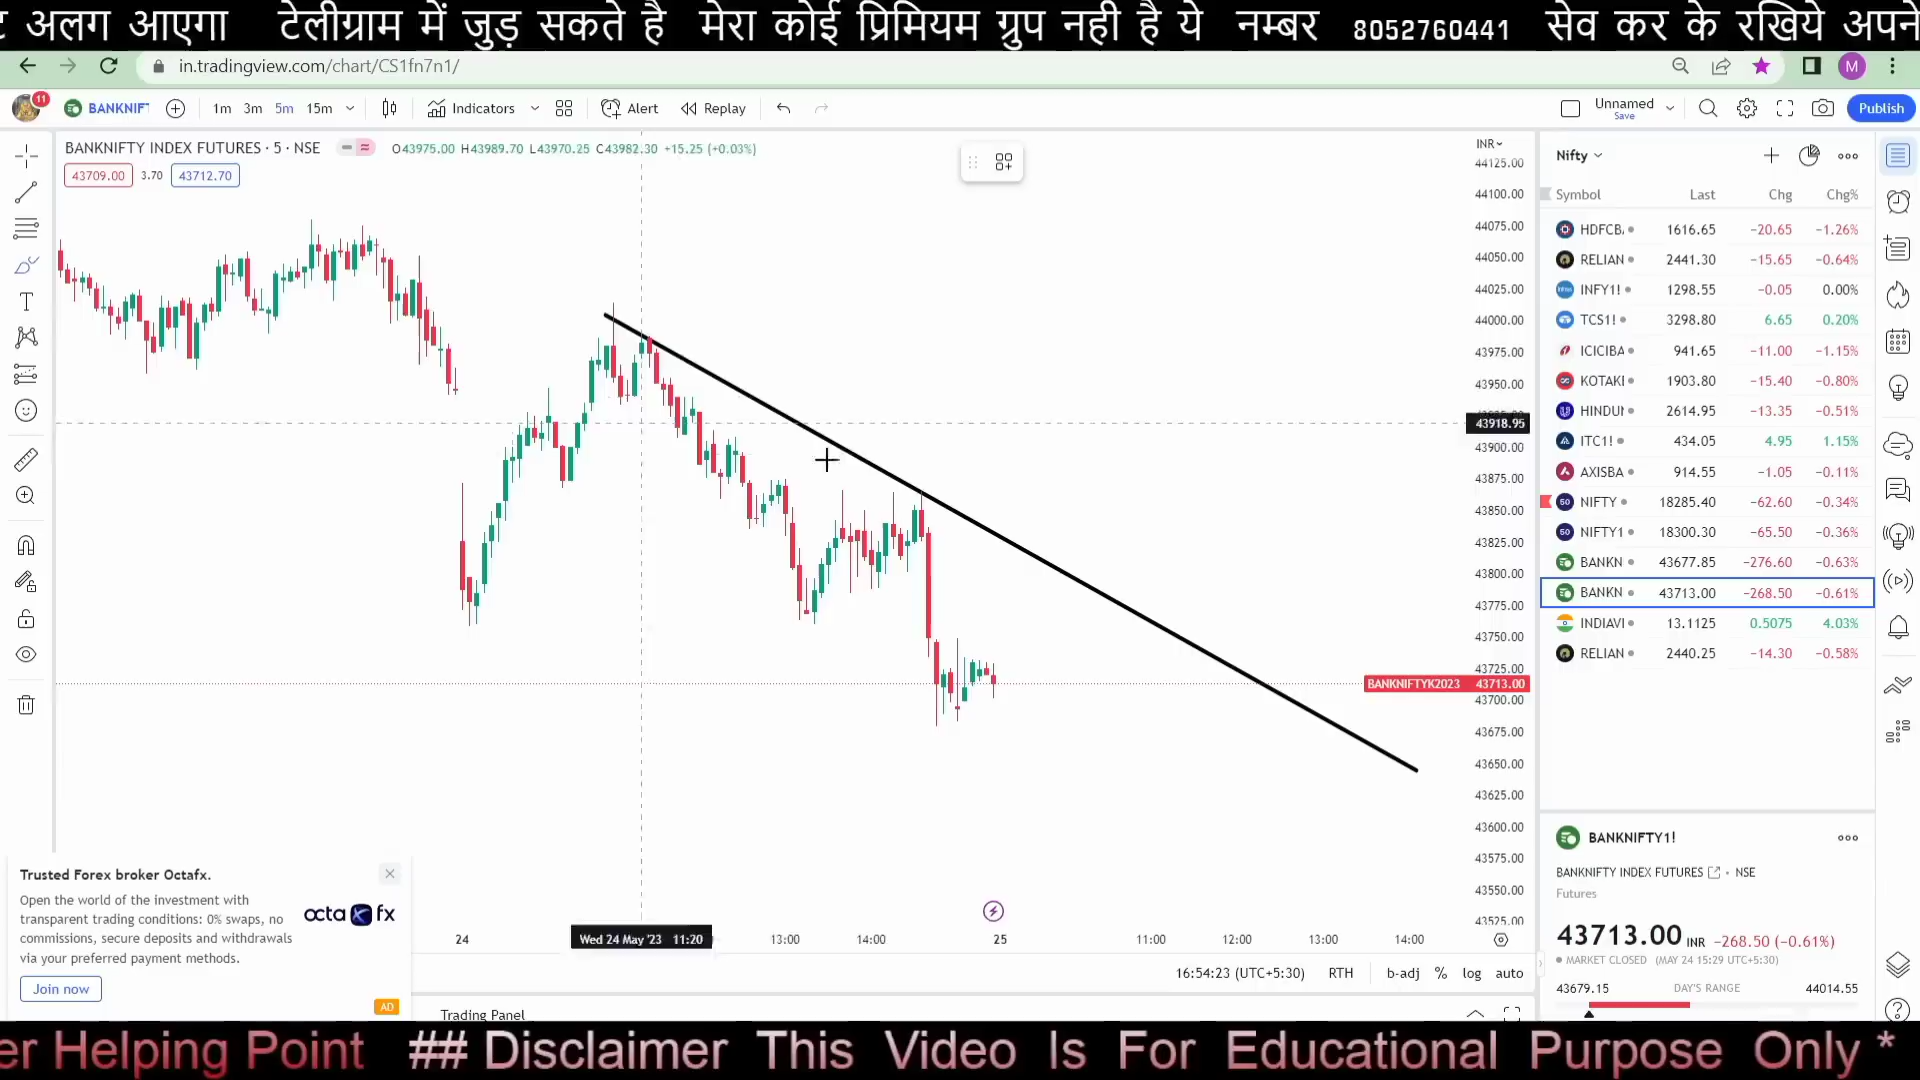 अलग आएगा टेलीग्राम में जुड़ सकते है मेरा कोई प्रिमियम ग्रुप नही है ये नम्बर 8052760441 सेव कर के रखिये अपने
in.tradingview.com/chart/CS1fn7n1/
M
11
BANKNIFT
1m 3m 5m 15m Indicators Alert Replay
Unnamed
Save
Publish
BANKNIFTY INDEX FUTURES · 5 · NSE
O43975.00 H43989.70 L43970.25 C43982.30 +15.25 (+0.03%)
43709.00 3.70 43712.70
INR
44125.00
44100.00
44075.00
44050.00
44025.00
44000.00
43975.00
43950.00
43918.95
43900.00
43875.00
43850.00
43825.00
43800.00
43775.00
43750.00
43725.00
BANKNIFTYK2023 43713.00
43700.00
43675.00
43650.00
43625.00
43600.00
43575.00
43550.00
43525.00
24
Wed 24 May '23 11:20
13:00 14:00 25 11:00 12:00 13:00 14:00
16:54:23 (UTC+5:30) RTH b-adj % log auto
Trading Panel
Nifty
Symbol Last Chg Chg%
HDFCB 1616.65 −20.65 −1.26%
RELIAN 2441.30 −15.65 −0.64%
INFY1! 1298.55 −0.05 0.00%
TCS1! 3298.80 6.65 0.20%
ICICIBA 941.65 −11.00 −1.15%
KOTAKI 1903.80 −15.40 −0.80%
HINDUN 2614.95 −13.35 −0.51%
ITC1! 434.05 4.95 1.15%
AXISBA 914.55 −1.05 −0.11%
50 NIFTY 18285.40 −62.60 −0.34%
50 NIFTY1 18300.30 −65.50 −0.36%
BANKN 43677.85 −276.60 −0.63%
BANKN 43713.00 −268.50 −0.61%
INDIAVI 13.1125 0.5075 4.03%
RELIAN 2440.25 −14.30 −0.58%
BANKNIFTY1!
BANKNIFTY INDEX FUTURES · NSE
Futures
43713.00 INR −268.50 (−0.61%)
MARKET CLOSED (MAY 24 15:29 UTC+5:30)
43679.15 DAY'S RANGE 44014.55
Trusted Forex broker Octafx.
Open the world of the investment with
transparent trading conditions: 0% swaps, no
commissions, secure deposits and withdrawals
via your preferred payment methods.
octa fx
Join now
AD
er Helping Point ## Disclaimer This Video Is For Educational Purpose Only *